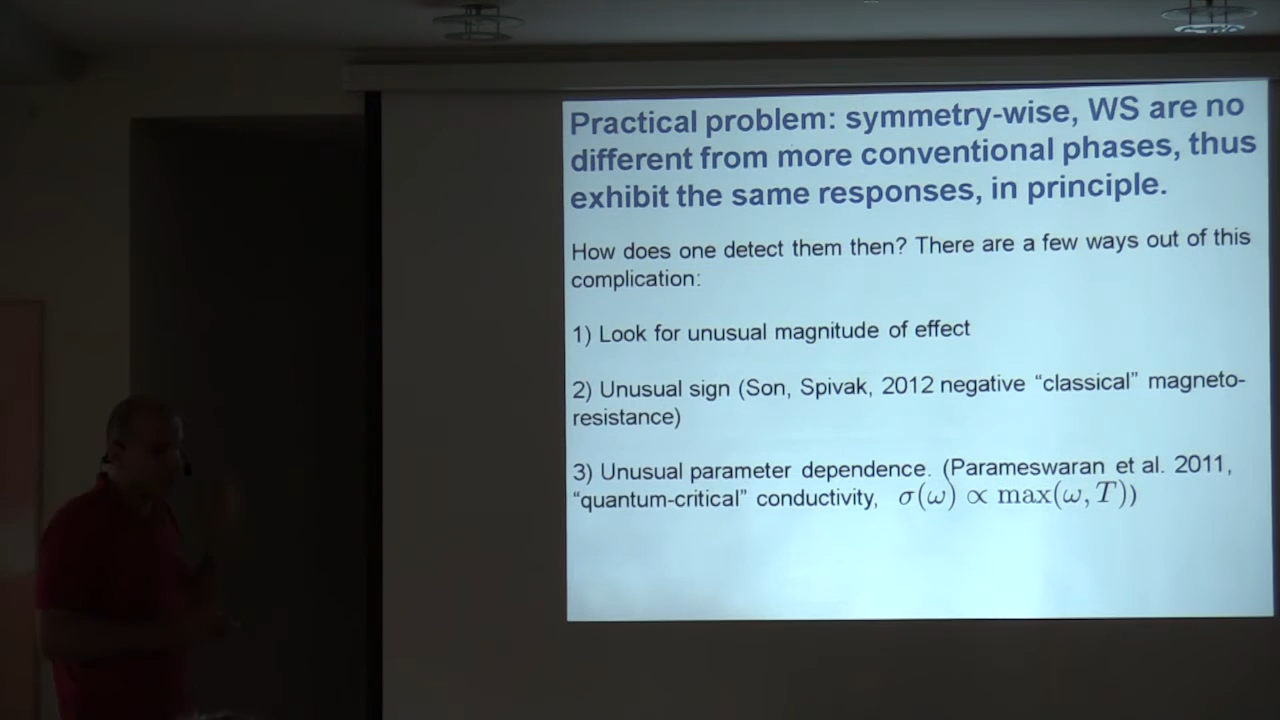 Practical problem: symmetry-wise, WS are no
different from more conventional phases, thus
exhibit the same responses, in principle.
How does one detect them then? There are a few ways out of this
complication:
1) Look for unusual magnitude of effect
2) Unusual sign (Son, Spivak, 2012 negative “classical” magneto-
resistance)
3) Unusual parameter dependence. (Parameswaran et al. 2011,
“quantum-critical” conductivity, σ(ω) ∝ max(ω, T))